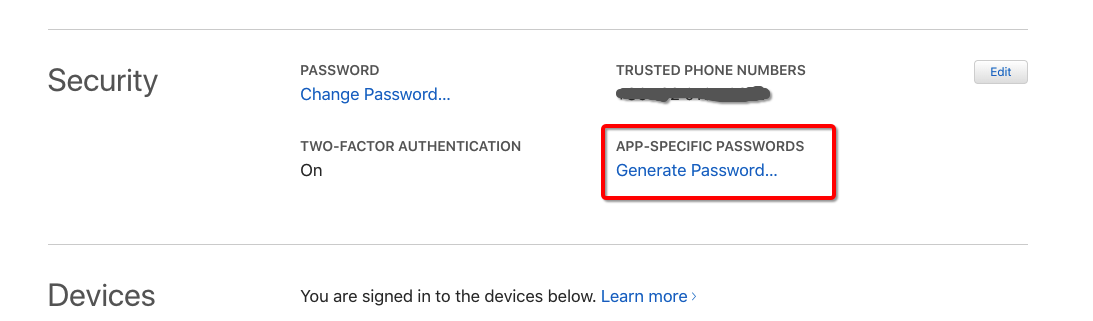 Security
PASSWORD
Change Password...
TRUSTED PHONE NUMBERS
Edit
TWO-FACTOR AUTHENTICATION
On
APP-SPECIFIC PASSWORDS
Generate Password...
Devices
You are signed in to the devices below. Learn more ›